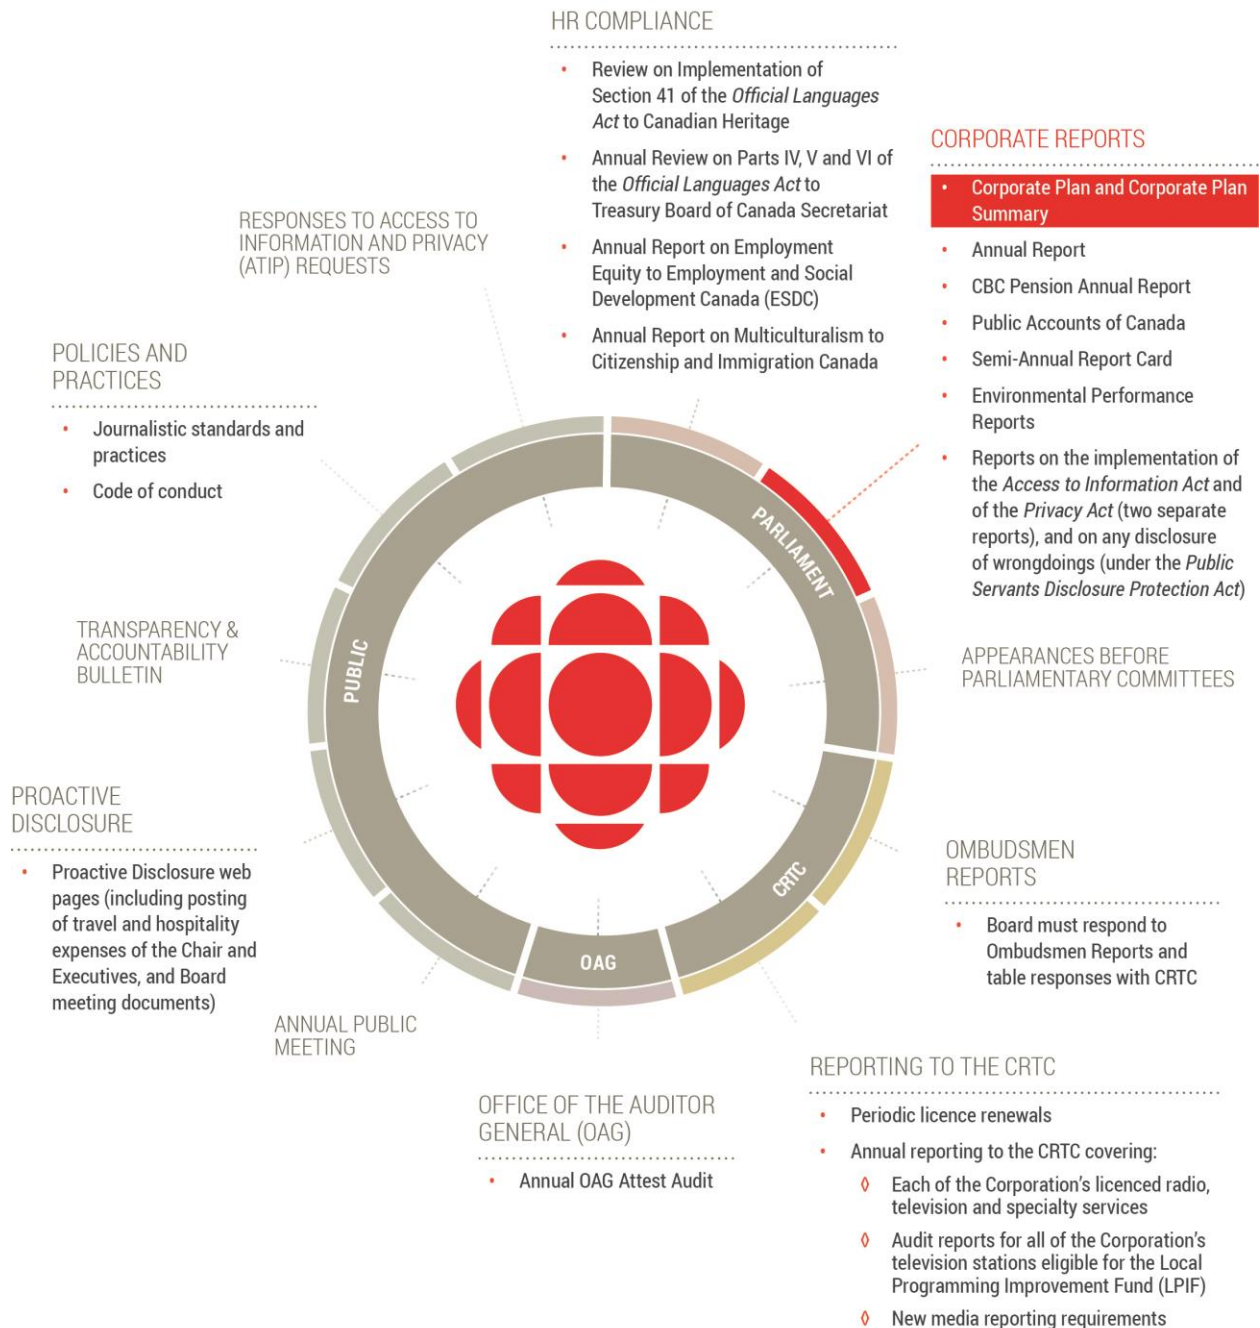 HR COMPLIANCE
• Review on Implementation of
Section 41 of the Official Languages
Act to Canadian Heritage
• Annual Review on Parts IV, V and VI of
the Official Languages Act to
Treasury Board of Canada Secretariat
• Annual Report on Employment
Equity to Employment and Social
Development Canada (ESDC)
• Annual Report on Multiculturalism to
Citizenship and Immigration Canada
CORPORATE REPORTS
• Corporate Plan and Corporate Plan
Summary
• Annual Report
• CBC Pension Annual Report
• Public Accounts of Canada
• Semi-Annual Report Card
• Environmental Performance
Reports
• Reports on the implementation of
the Access to Information Act and
of the Privacy Act (two separate
reports), and on any disclosure
of wrongdoings (under the Public
Servants Disclosure Protection Act)
RESPONSES TO ACCESS TO
INFORMATION AND PRIVACY
(ATIP) REQUESTS
POLICIES AND
PRACTICES
• Journalistic standards and
practices
• Code of conduct
PARLIAMENT
PUBLIC
CRTC
OAG
TRANSPARENCY &
ACCOUNTABILITY
BULLETIN
APPEARANCES BEFORE
PARLIAMENTARY COMMITTEES
PROACTIVE
DISCLOSURE
• Proactive Disclosure web
pages (including posting
of travel and hospitality
expenses of the Chair and
Executives, and Board
meeting documents)
OMBUDSMEN
REPORTS
• Board must respond to
Ombudsmen Reports and
table responses with CRTC
ANNUAL PUBLIC
MEETING
OFFICE OF THE AUDITOR
GENERAL (OAG)
• Annual OAG Attest Audit
REPORTING TO THE CRTC
• Periodic licence renewals
• Annual reporting to the CRTC covering:
◊ Each of the Corporation's licenced radio,
television and specialty services
◊ Audit reports for all of the Corporation's
television stations eligible for the Local
Programming Improvement Fund (LPIF)
◊ New media reporting requirements